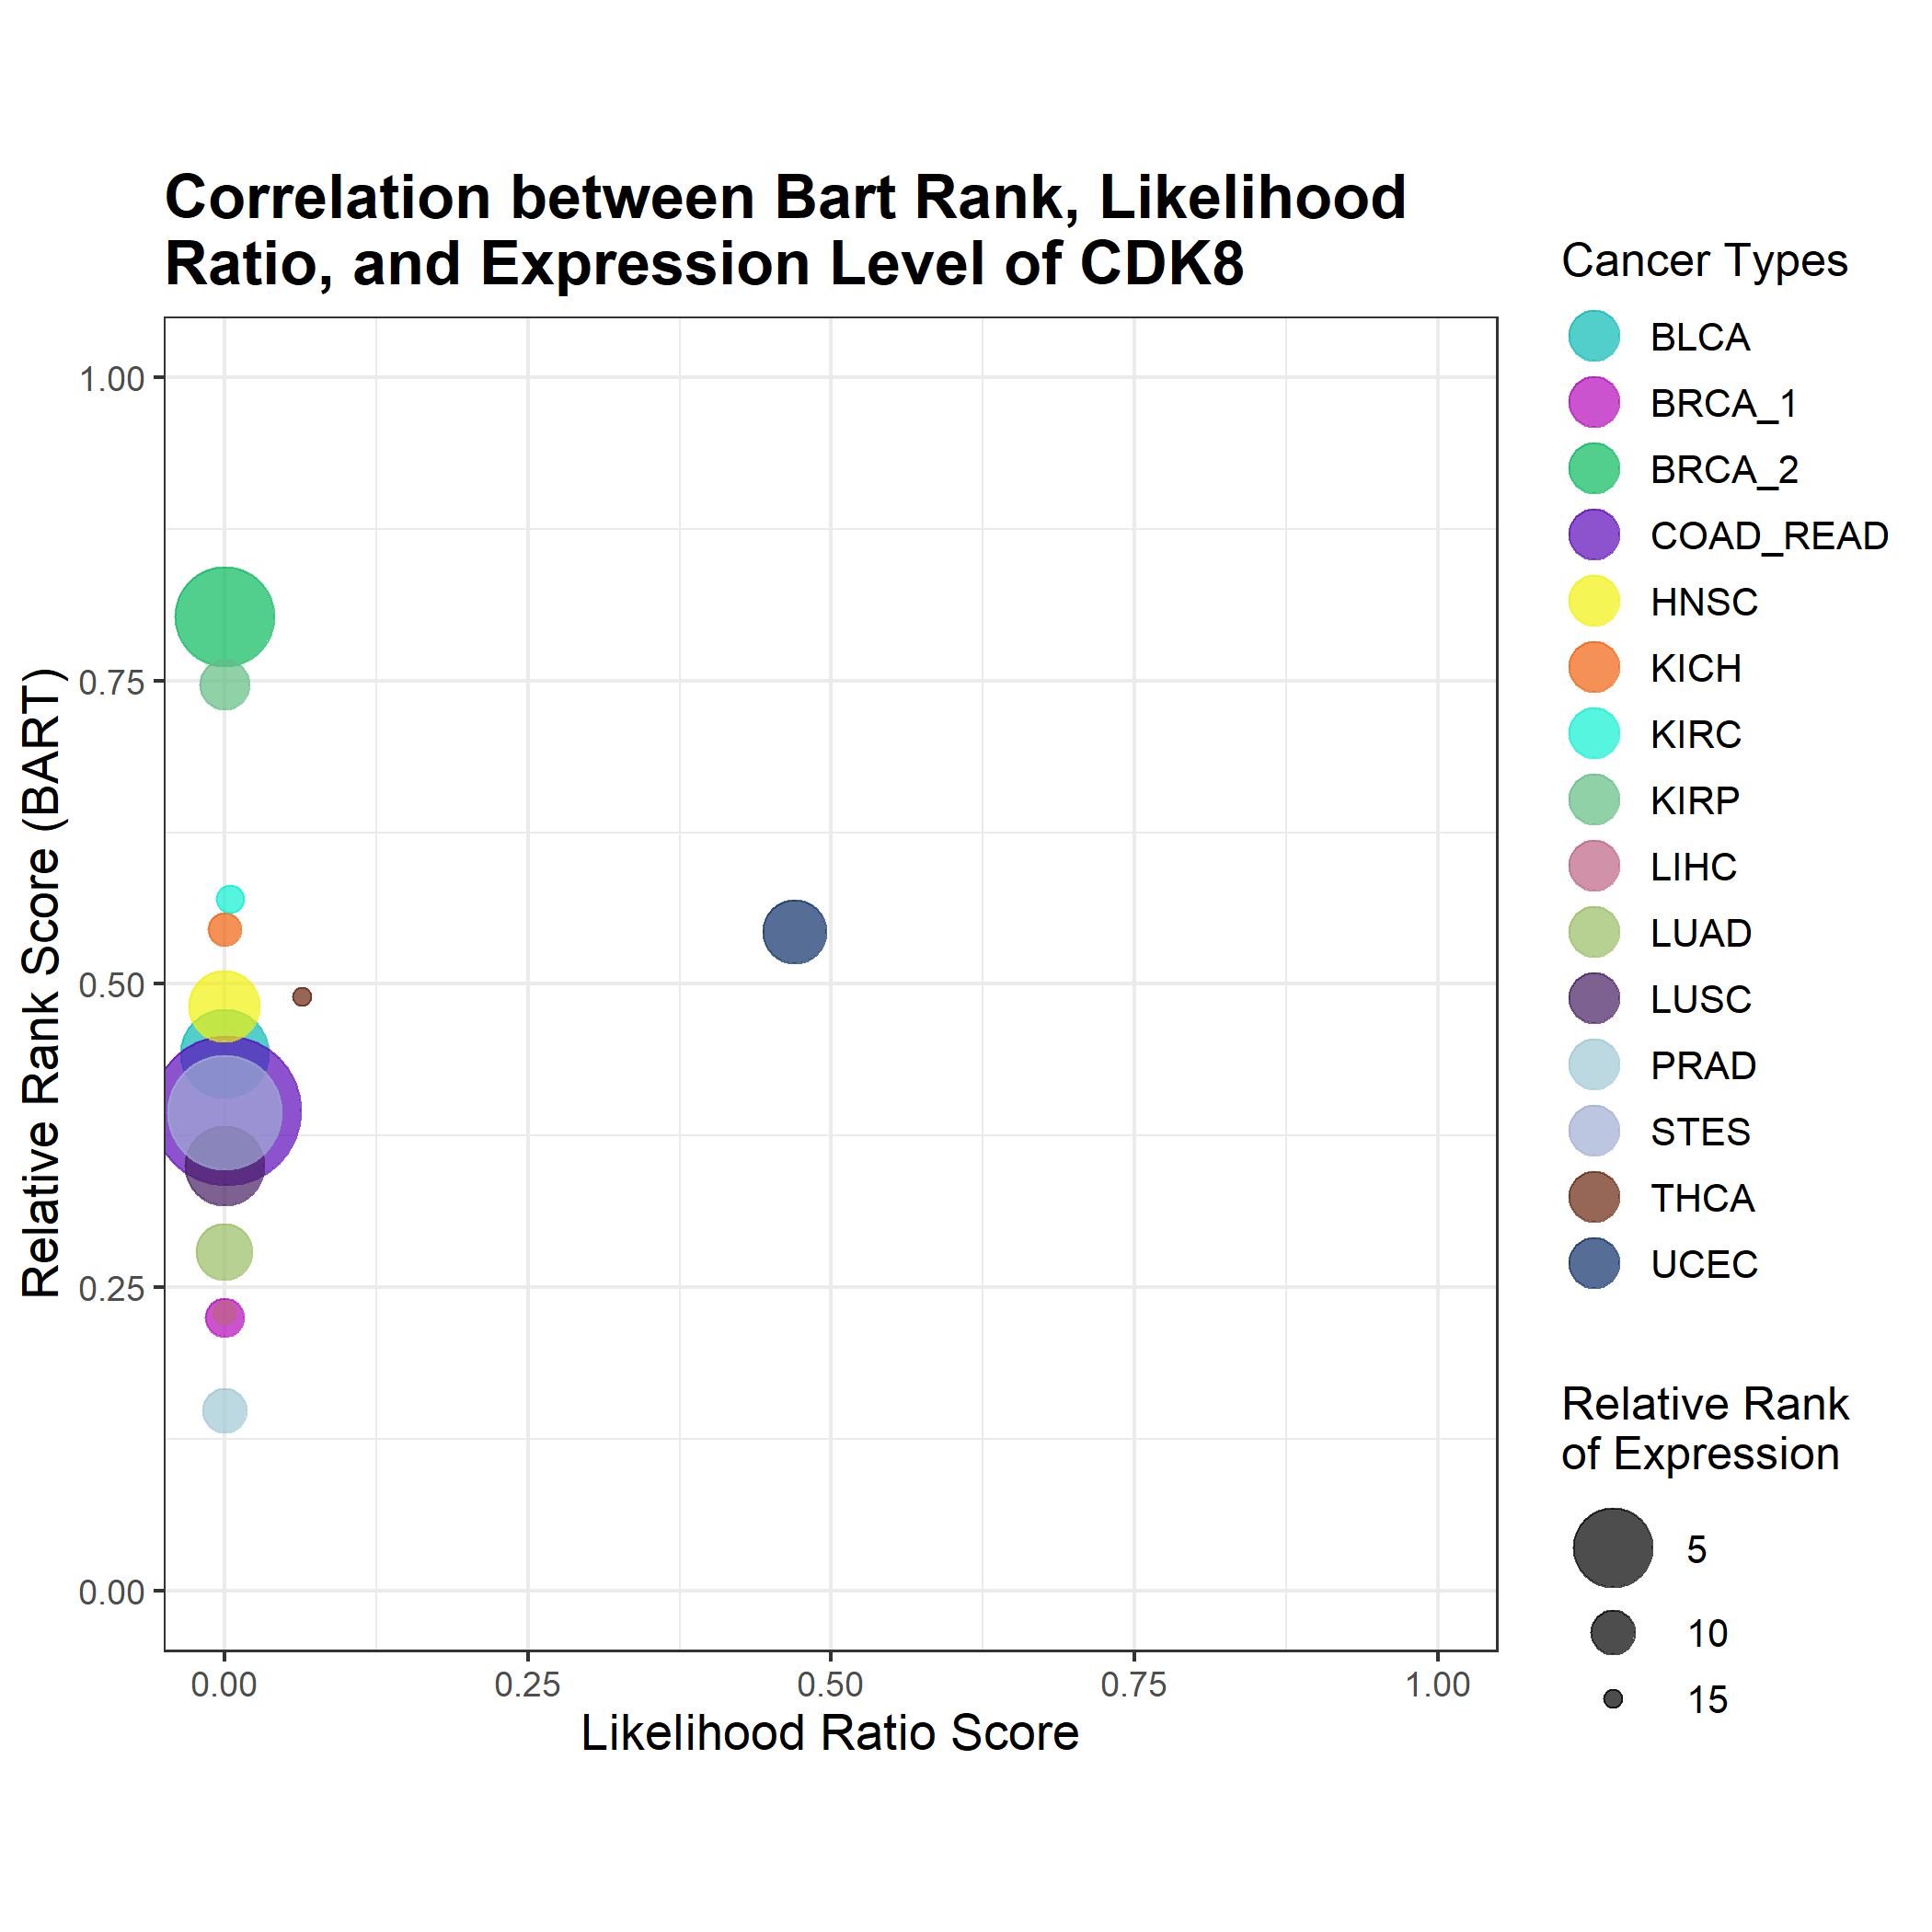 Correlation between Bart Rank, Likelihood
Ratio, and Expression Level of CDK8
Relative Rank Score (BART)
1.00
0.75
0.50
0.25
0.00
0.00 0.25 0.50 0.75 1.00
Likelihood Ratio Score
Cancer Types
BLCA
BRCA_1
BRCA_2
COAD_READ
HNSC
KICH
KIRC
KIRP
LIHC
LUAD
LUSC
PRAD
STES
THCA
UCEC
Relative Rank
of Expression
5
10
15